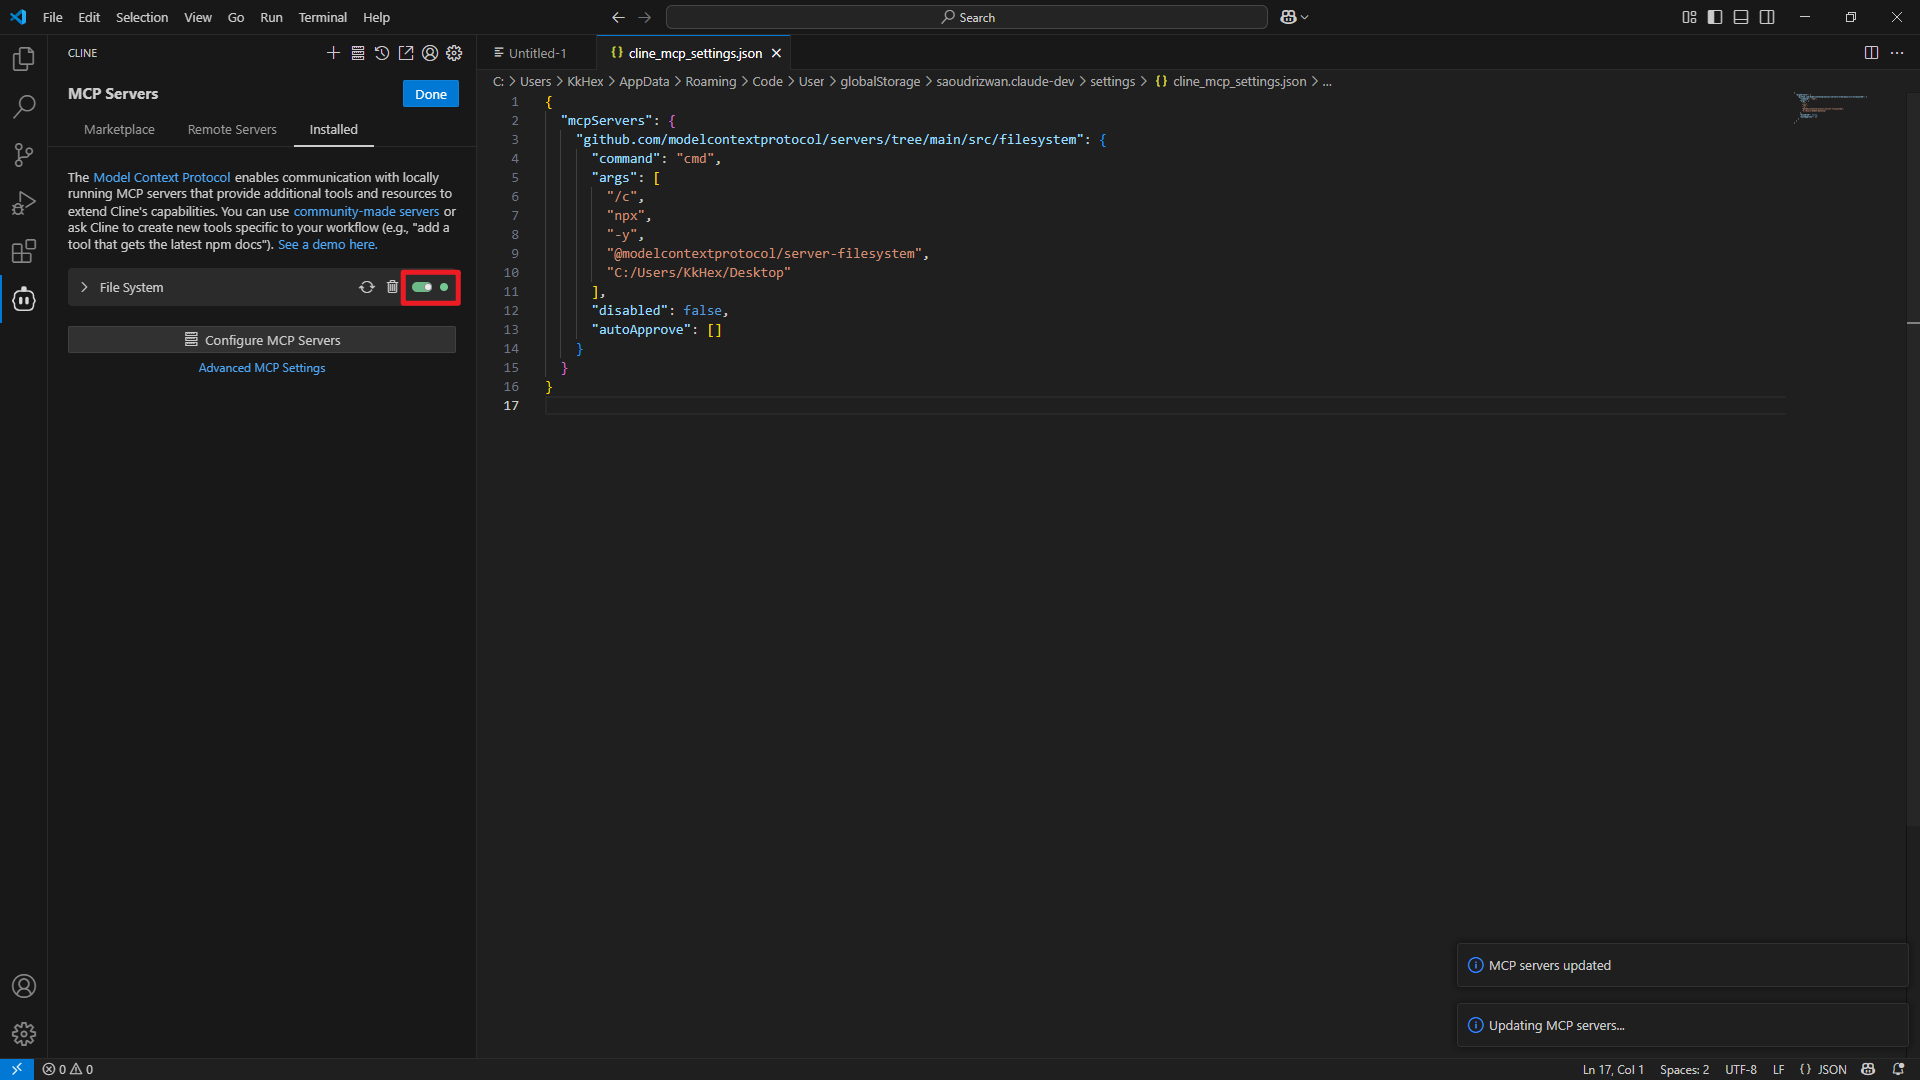 File Edit Selection View Go Run Terminal Help
Search
CLINE
MCP Servers
Done
Marketplace Remote Servers Installed
The Model Context Protocol enables communication with locally
running MCP servers that provide additional tools and resources to
extend Cline's capabilities. You can use community-made servers or
ask Cline to create new tools specific to your workflow (e.g., "add a
tool that gets the latest npm docs"). See a demo here.
File System
Configure MCP Servers
Advanced MCP Settings
Untitled-1 {} cline_mcp_settings.json
C: > Users > KkHex > AppData > Roaming > Code > User > globalStorage > saoudrizwan.claude-dev > settings > {} cline_mcp_settings.json > ...
1 {
2 "mcpServers": {
3 "github.com/modelcontextprotocol/servers/tree/main/src/filesystem": {
4 "command": "cmd",
5 "args": [
6 "/c",
7 "npx",
8 "-y",
9 "@modelcontextprotocol/server-filesystem",
10 "C:/Users/KkHex/Desktop"
11 ],
12 "disabled": false,
13 "autoApprove": []
14 }
15 }
16 }
17
MCP servers updated
Updating MCP servers...
0 0
Ln 17, Col 1 Spaces: 2 UTF-8 LF {} JSON